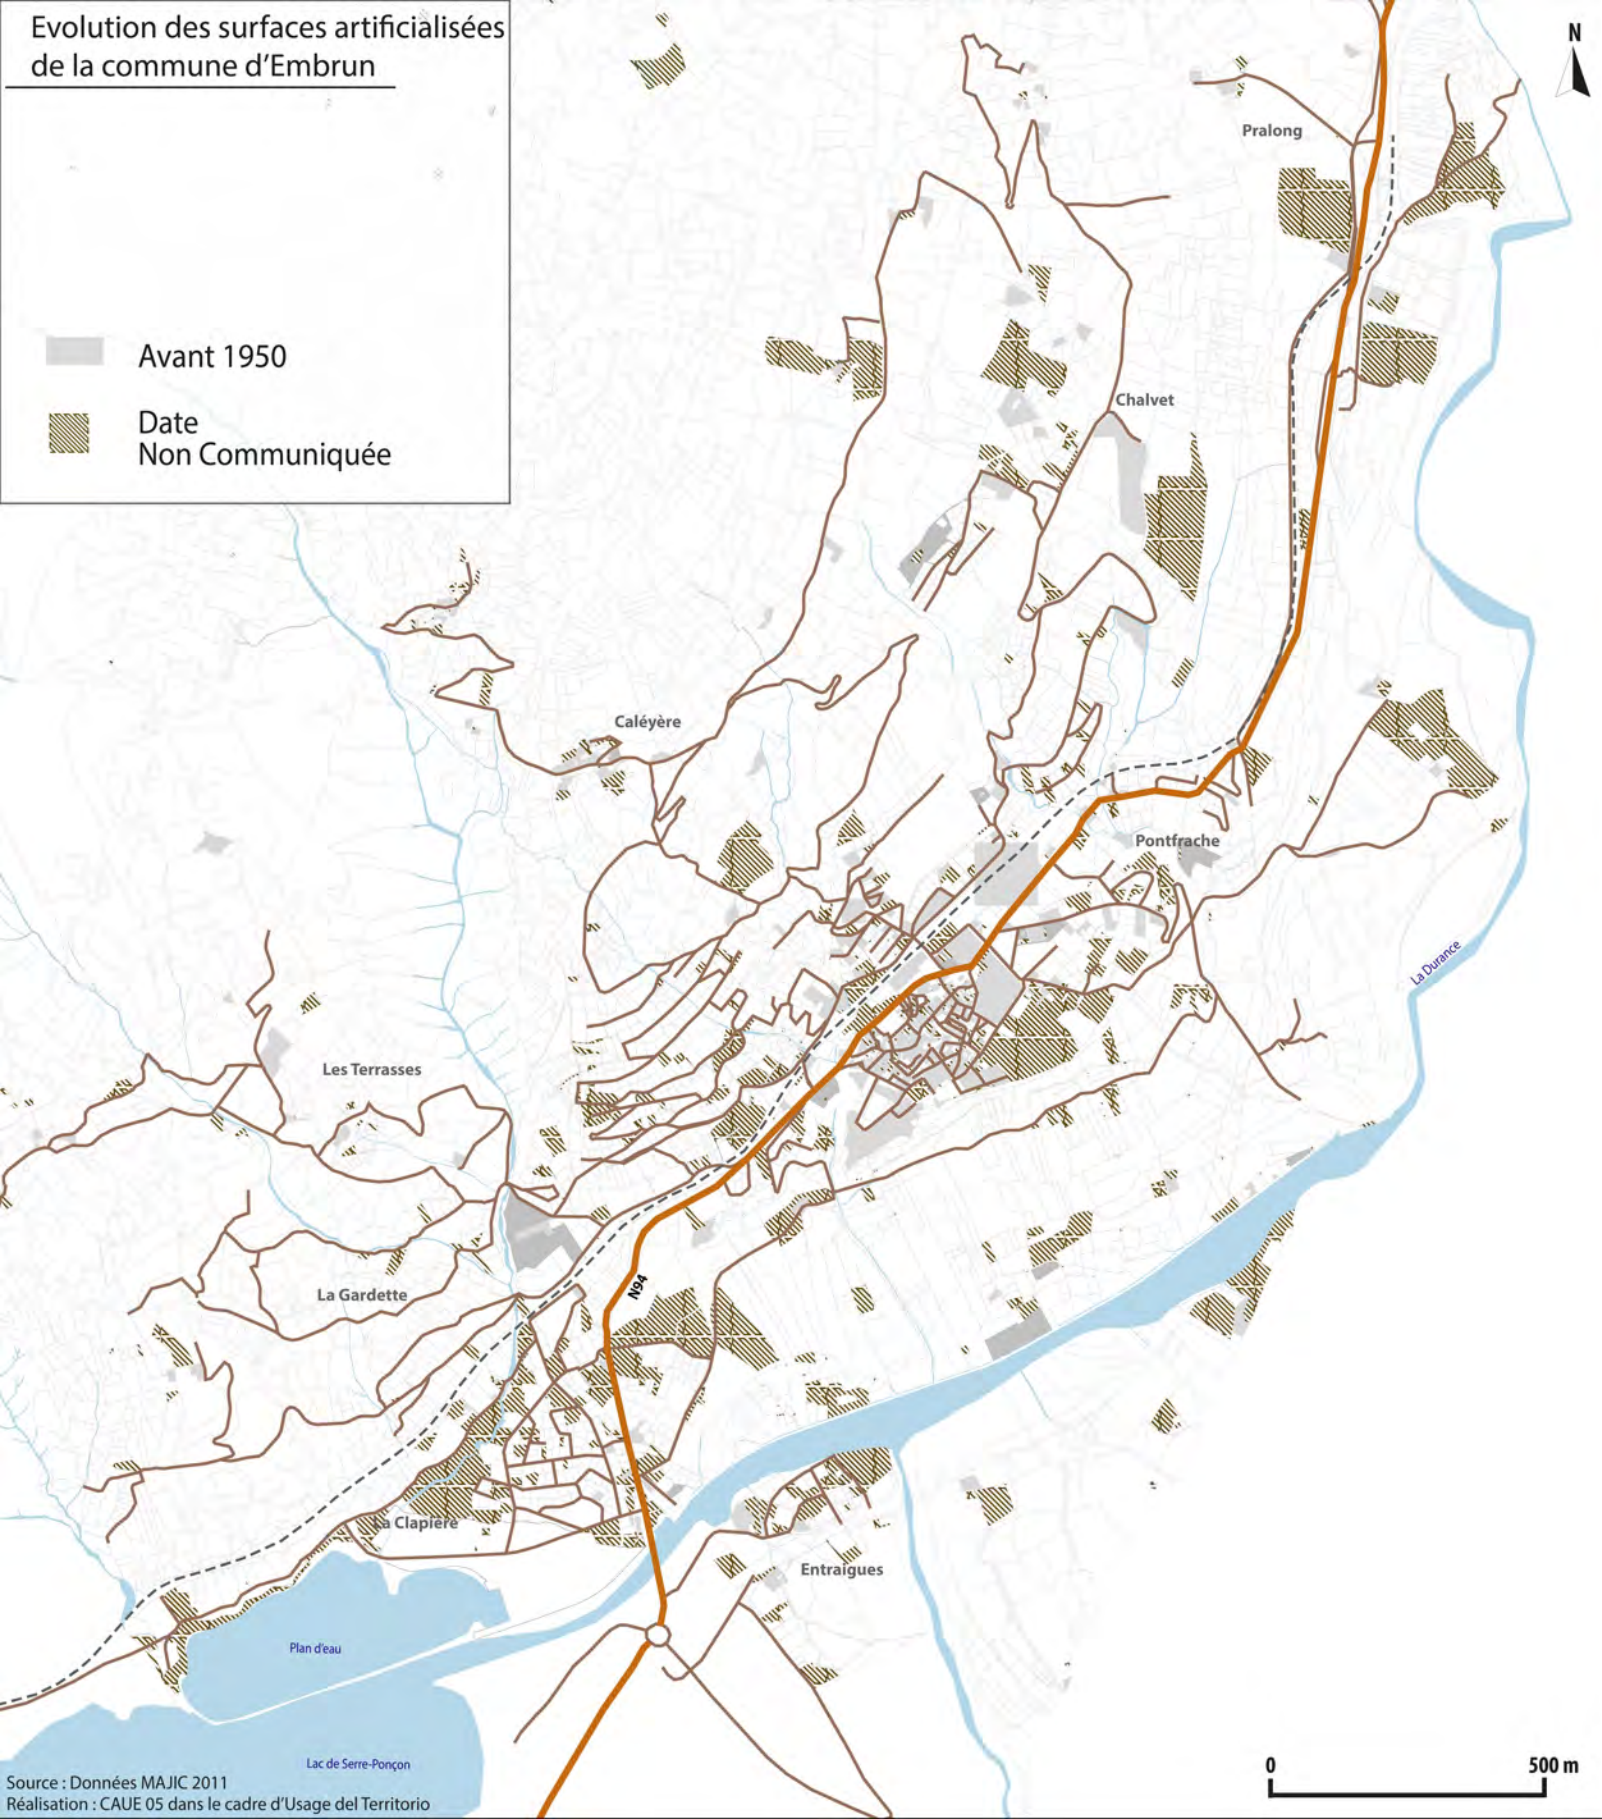 Evolution des surfaces artificialisées
de la commune d'Embrun
Avant 1950
Date
Non Communiquée
N
Pralong
Chalvet
Caléyère
Pontfrache
La Durance
Les Terrasses
La Gardette
N94
La Clapière
Entraigues
Plan d'eau
Lac de Serre-Ponçon
0 500 m
Source : Données MAJIC 2011
Réalisation : CAUE 05 dans le cadre d'Usage del Territorio